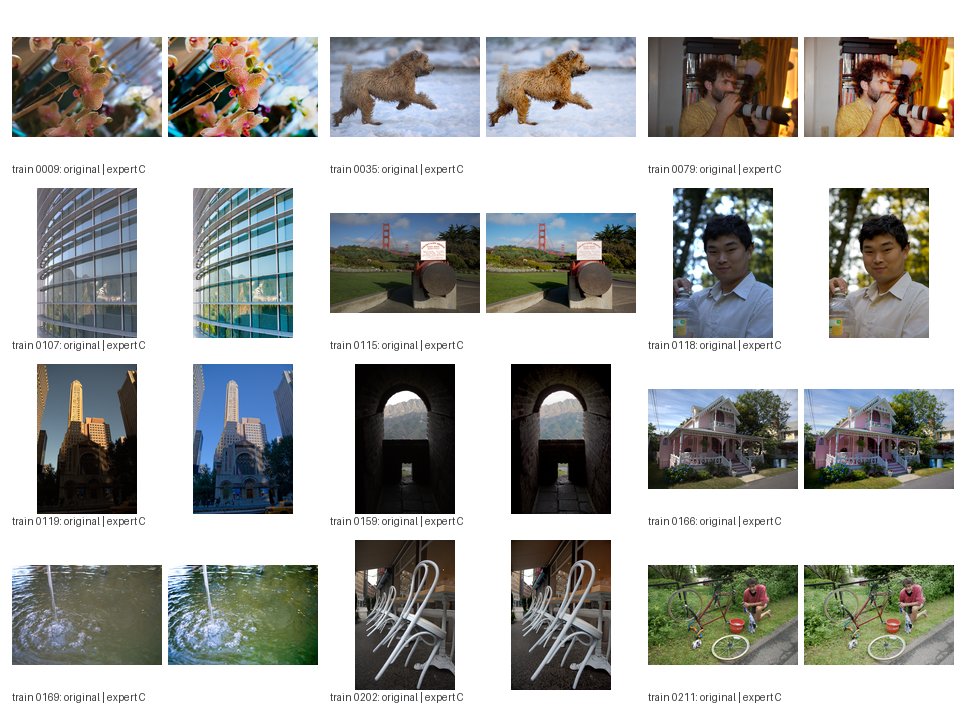 train 0009: original | expert C
train 0035: original | expert C
train 0079: original | expert C
train 0107: original | expert C
train 0115: original | expert C
train 0118: original | expert C
train 0119: original | expert C
train 0159: original | expert C
train 0166: original | expert C
train 0169: original | expert C
train 0202: original | expert C
train 0211: original | expert C